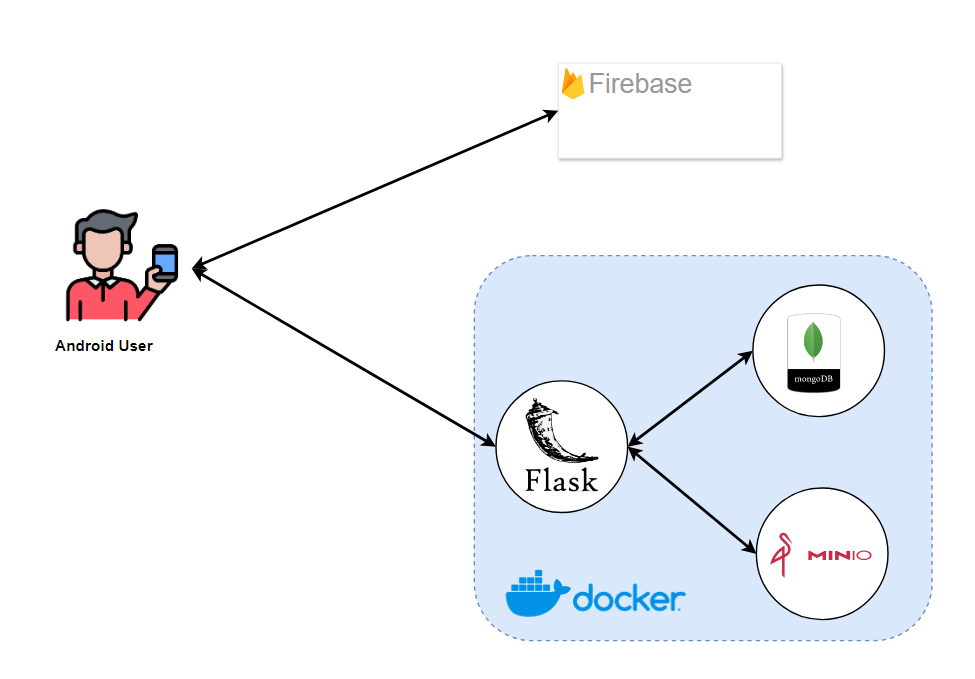 Firebase
Android User
mongoDB
Flask
MINIO
docker